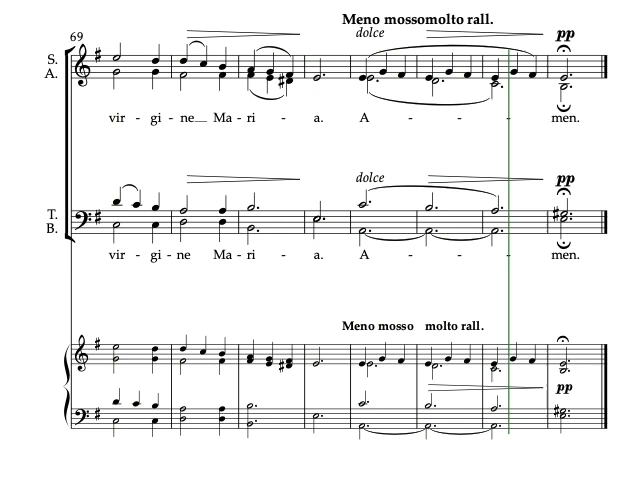 Meno mossomolto rall.
69 dolce pp
S.
A.
vir - gi - ne__ Ma - ri - a. A - - - - men.
dolce pp
T.
B.
vir - gi - ne Ma - ri - a. A - - - - men.
Meno mosso molto rall.
pp